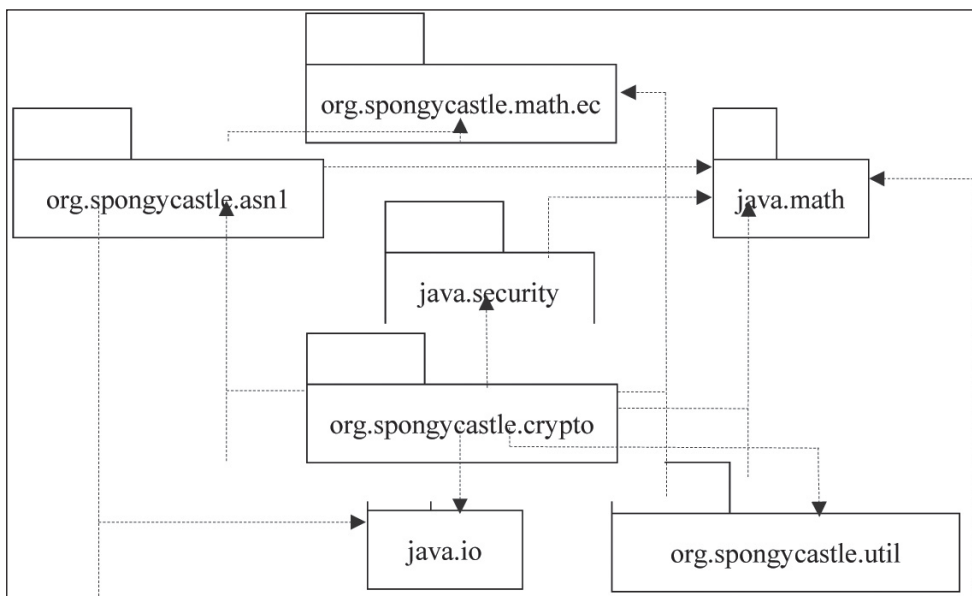 org.spongycastle.math.ec
org.spongycastle.asn1
java.math
java.security
org.spongycastle.crypto
java.io
org.spongycastle.util